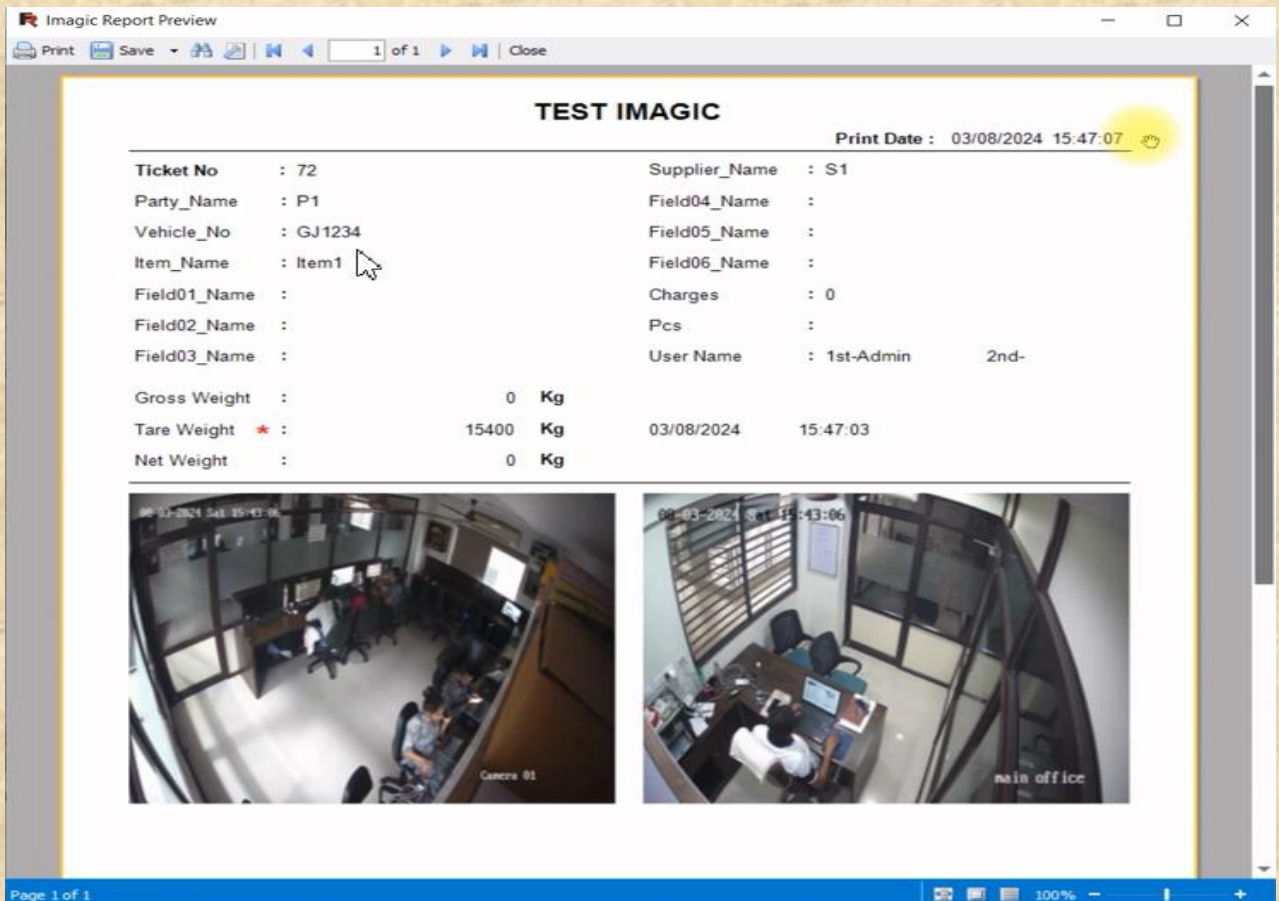 Imagic Report Preview
Print Save 1 of 1 Close
TEST IMAGIC
Print Date : 03/08/2024 15:47:07
Ticket No : 72 Supplier_Name : S1
Party_Name : P1 Field04_Name :
Vehicle_No : GJ1234 Field05_Name :
Item_Name : Item1 Field06_Name :
Field01_Name : Charges : 0
Field02_Name : Pcs :
Field03_Name : User Name : 1st-Admin 2nd-
Gross Weight : 0 Kg
Tare Weight * : 15400 Kg 03/08/2024 15:47:03
Net Weight : 0 Kg
08-03-2024 Sat 15:43:06 08-03-2024 Sat 15:43:06
Camera 01 main office
Page 1 of 1 100%